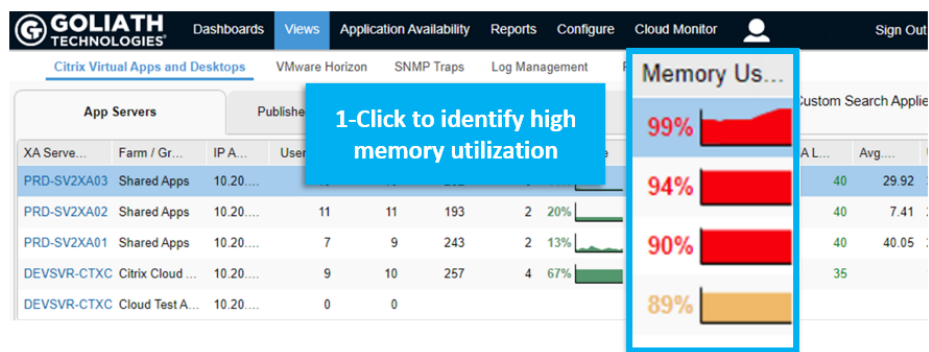 GOLIATH
TECHNOLOGIES
Dashboards Views Application Availability Reports Configure Cloud Monitor Sign Out
Citrix Virtual Apps and Desktops VMware Horizon SNMP Traps Log Management
App Servers Custom Search Applie
1-Click to identify high
memory utilization
Memory Us...
XA Serve... Farm / Gr... IP A... A L... Avg....
PRD-SV2XA03 Shared Apps 10.20.... 40 29.92
PRD-SV2XA02 Shared Apps 10.20.... 11 11 193 2 20% 40 7.41
PRD-SV2XA01 Shared Apps 10.20.... 7 9 243 2 13% 40 40.05
DEVSVR-CTXC Citrix Cloud ... 10.20.... 9 10 257 4 67% 35
DEVSVR-CTXC Cloud Test A... 10.20.... 0 0
99%
94%
90%
89%